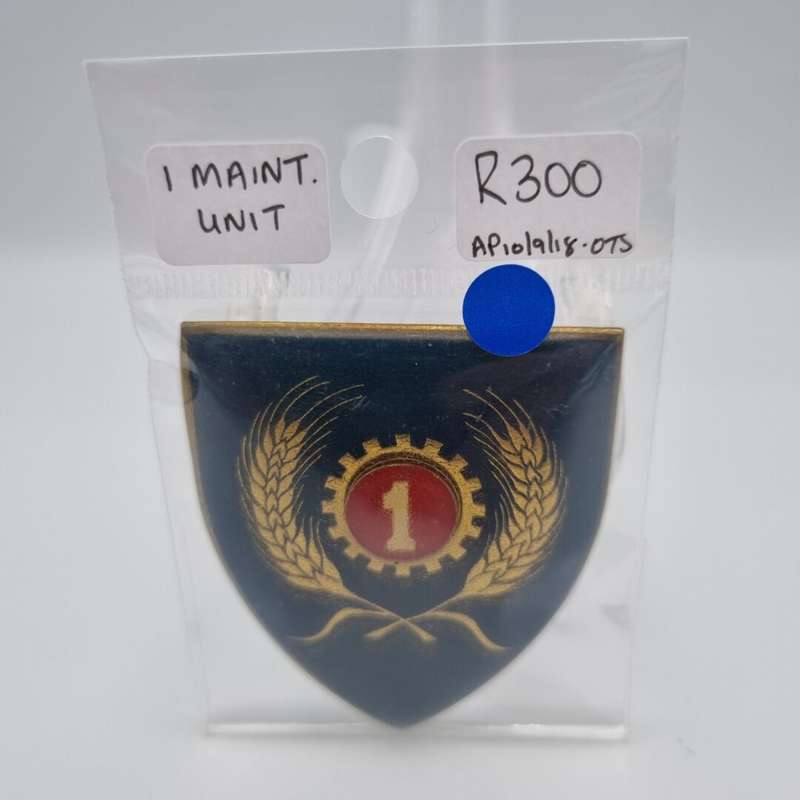 1 MAINT.
UNIT
R300
AP10/9/18-OTS
1